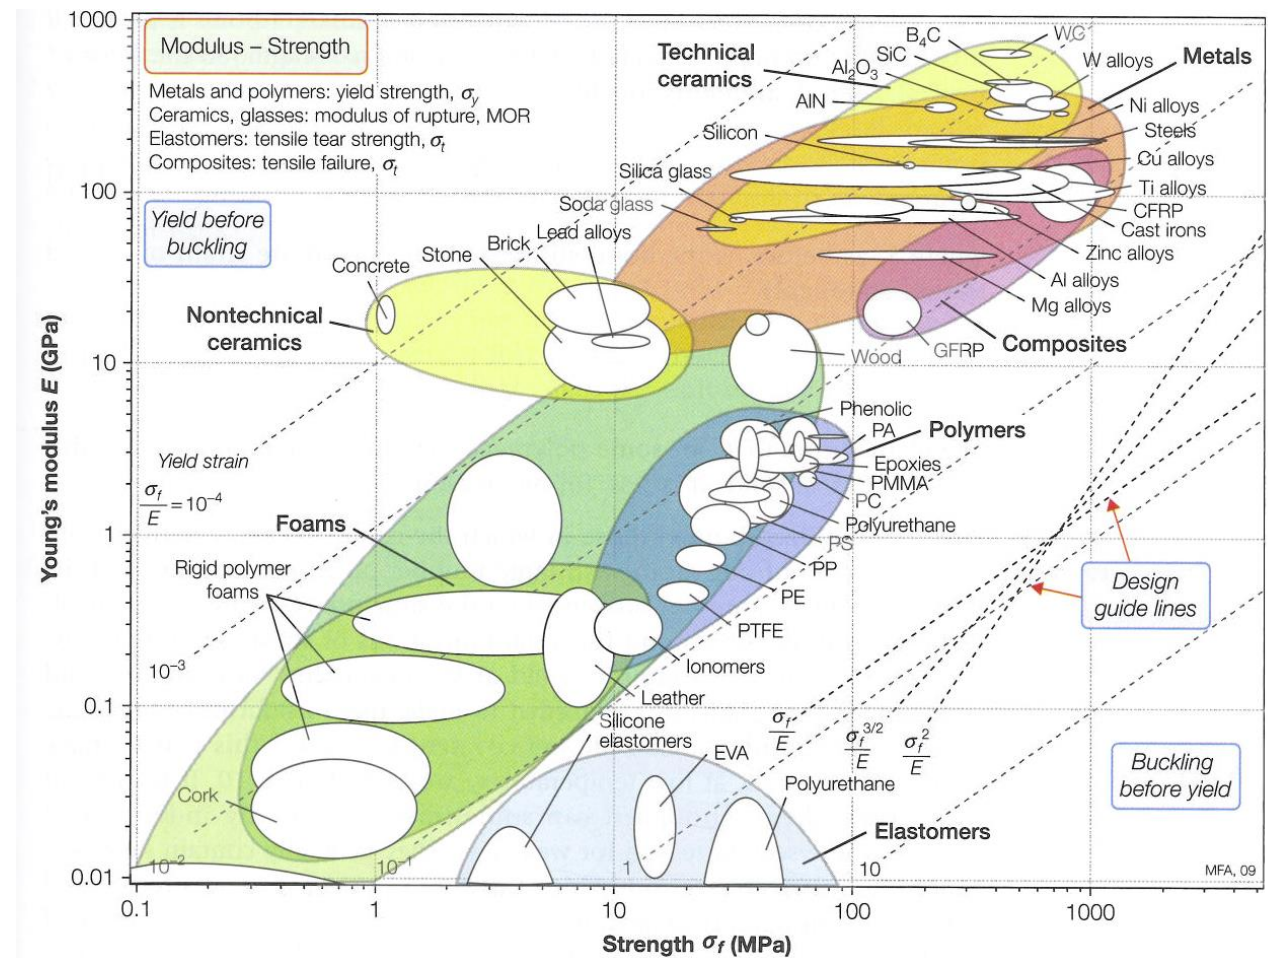 1000
Modulus – Strength
Metals and polymers: yield strength, σy
Ceramics, glasses: modulus of rupture, MOR
Elastomers: tensile tear strength, σt
Composites: tensile failure, σt
Technical
ceramics
B4C
SiC
Al2O3
AlN
WC
W alloys
Metals
Ni alloys
Steels
Cu alloys
Ti alloys
CFRP
Cast irons
Zinc alloys
Al alloys
Mg alloys
Silicon
Silica glass
Soda glass
100
Yield before
buckling
Lead alloys
Brick
Stone
Concrete
Nontechnical
ceramics
Composites
GFRP
Wood
10
Phenolic
PA
Polymers
Epoxies
PMMA
PC
Polyurethane
PS
PP
PE
PTFE
Ionomers
Leather
Yield strain
σf/E = 10-4
Foams
1
Rigid polymer
foams
10-3
Design
guide lines
0.1
Silicone
elastomers
EVA
Polyurethane
σf/E
σf3/2/E
σf2/E
Buckling
before yield
Cork
Elastomers
10-2
10-1
1
10
MFA, 09
0.01
0.1
1
10
100
1000
Strength σf (MPa)
Young's modulus E (GPa)